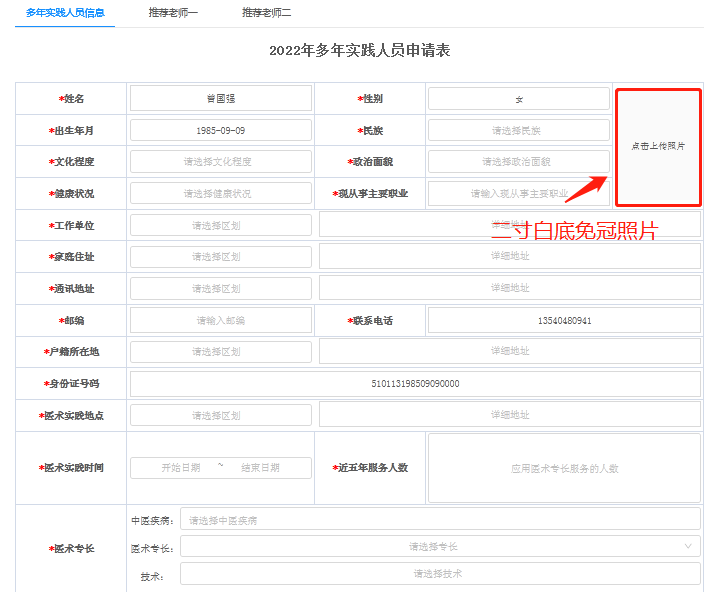 多年实践人员信息 推荐老师一 推荐老师二
2022年多年实践人员申请表
*姓名 曾国强 *性别 女
*出生年月 1985-09-09 *民族 请选择民族
点击上传照片
*文化程度 请选择文化程度 *政治面貌 请选择政治面貌
*健康状况 请选择健康状况 *现从事主要职业 请输入现从事主要职业
*工作单位 请选择区划 详细地址
二寸白底免冠照片
*家庭住址 请选择区划 详细地址
*通讯地址 请选择区划 详细地址
*邮编 请输入邮编 *联系电话 13540480941
*户籍所在地 请选择区划 详细地址
*身份证号码 510113198509090000
*医术实践地点 请选择区划 详细地址
*医术实践时间 开始日期 ~ 结束日期 *近五年服务人数 应用医术专长服务的人数
*医术专长
中医疾病: 请选择中医疾病
医术专长: 请选择专长
技术: 请选择技术